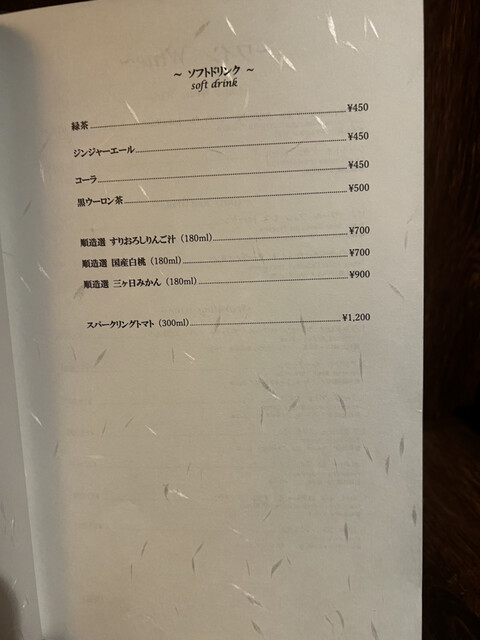 ～ ソフトドリンク ～
soft drink
緑茶 ¥450
ジンジャーエール ¥450
コーラ ¥450
黒ウーロン茶 ¥500
順造選 すりおろしりんご汁 (180ml) ¥700
順造選 国産白桃 (180ml) ¥700
順造選 三ヶ日みかん (180ml) ¥900
スパークリングトマト (300ml) ¥1,200